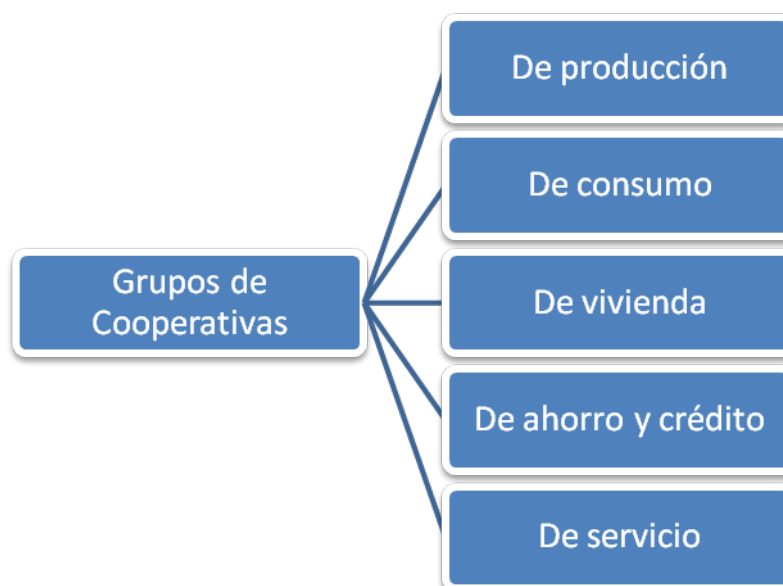 Grupos de
Cooperativas
De producción
De consumo
De vivienda
De ahorro y crédito
De servicio